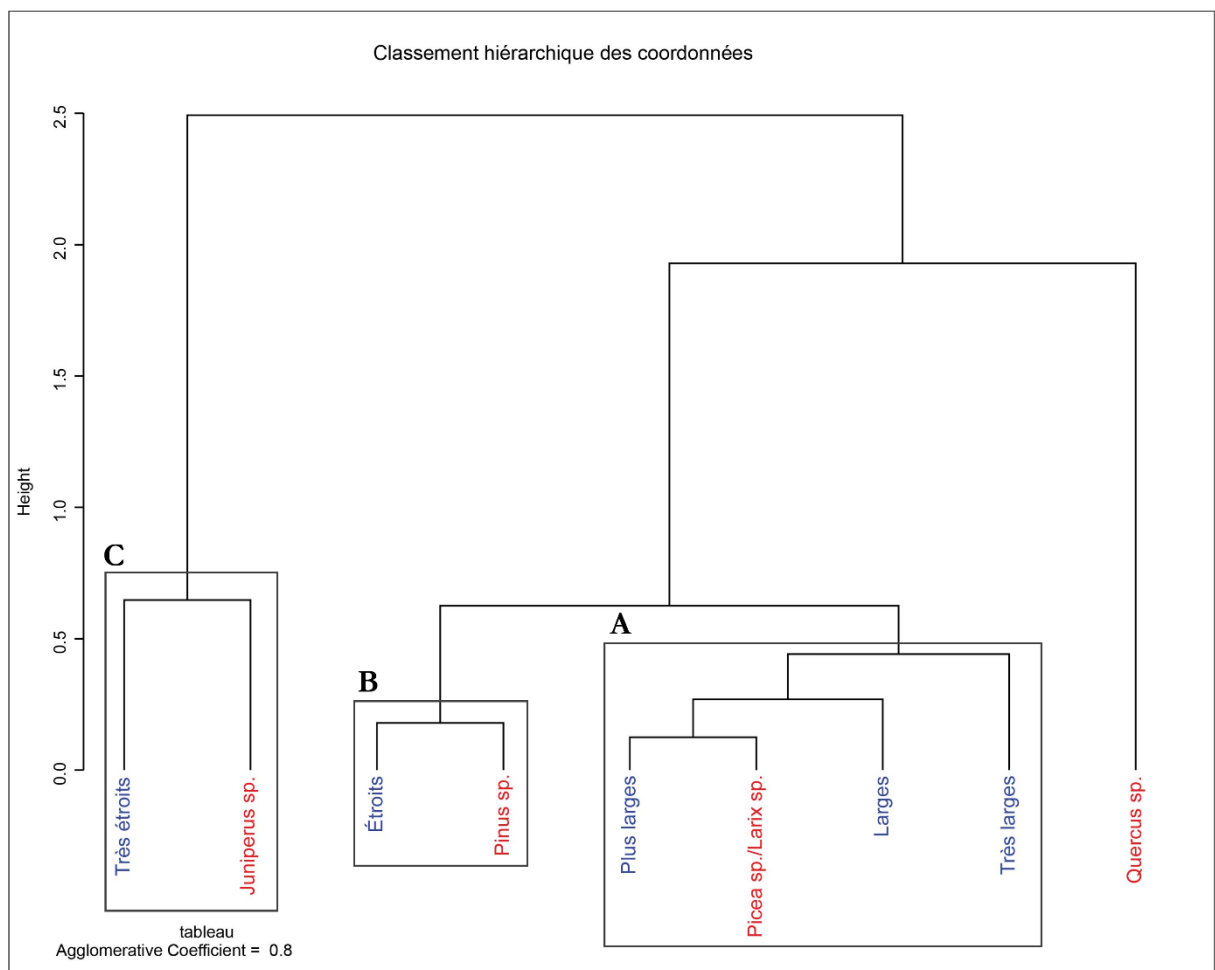 Classement hiérarchique des coordonnées
Height
2.5
2.0
1.5
1.0
0.5
0.0
C
B
A
Très étroits
Juniperus sp.
Étroits
Pinus sp.
Plus larges
Picea sp./Larix sp.
Larges
Très larges
Quercus sp.
tableau
Agglomerative Coefficient = 0.8